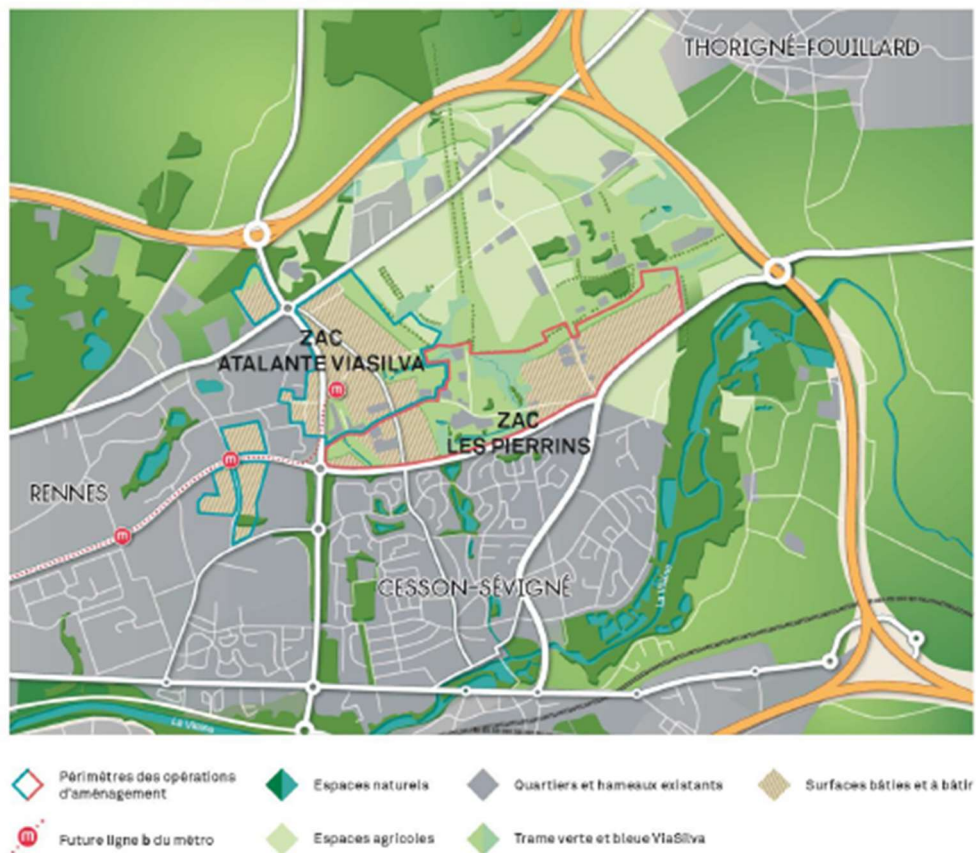 THORIGNÉ-FOUILLARD
ZAC
ATALANTE VIASILVA
m
ZAC
LES PIERRINS
m
RENNES
m
CESSON-SÉVIGNÉ
La Vilaine
La Vilaine
Périmètres des opérations
d'aménagement
Espaces naturels
Quartiers et hameaux existants
Surfaces bâties et à bâtir
m
Future ligne b du métro
Espaces agricoles
Trame verte et bleue ViaSilva